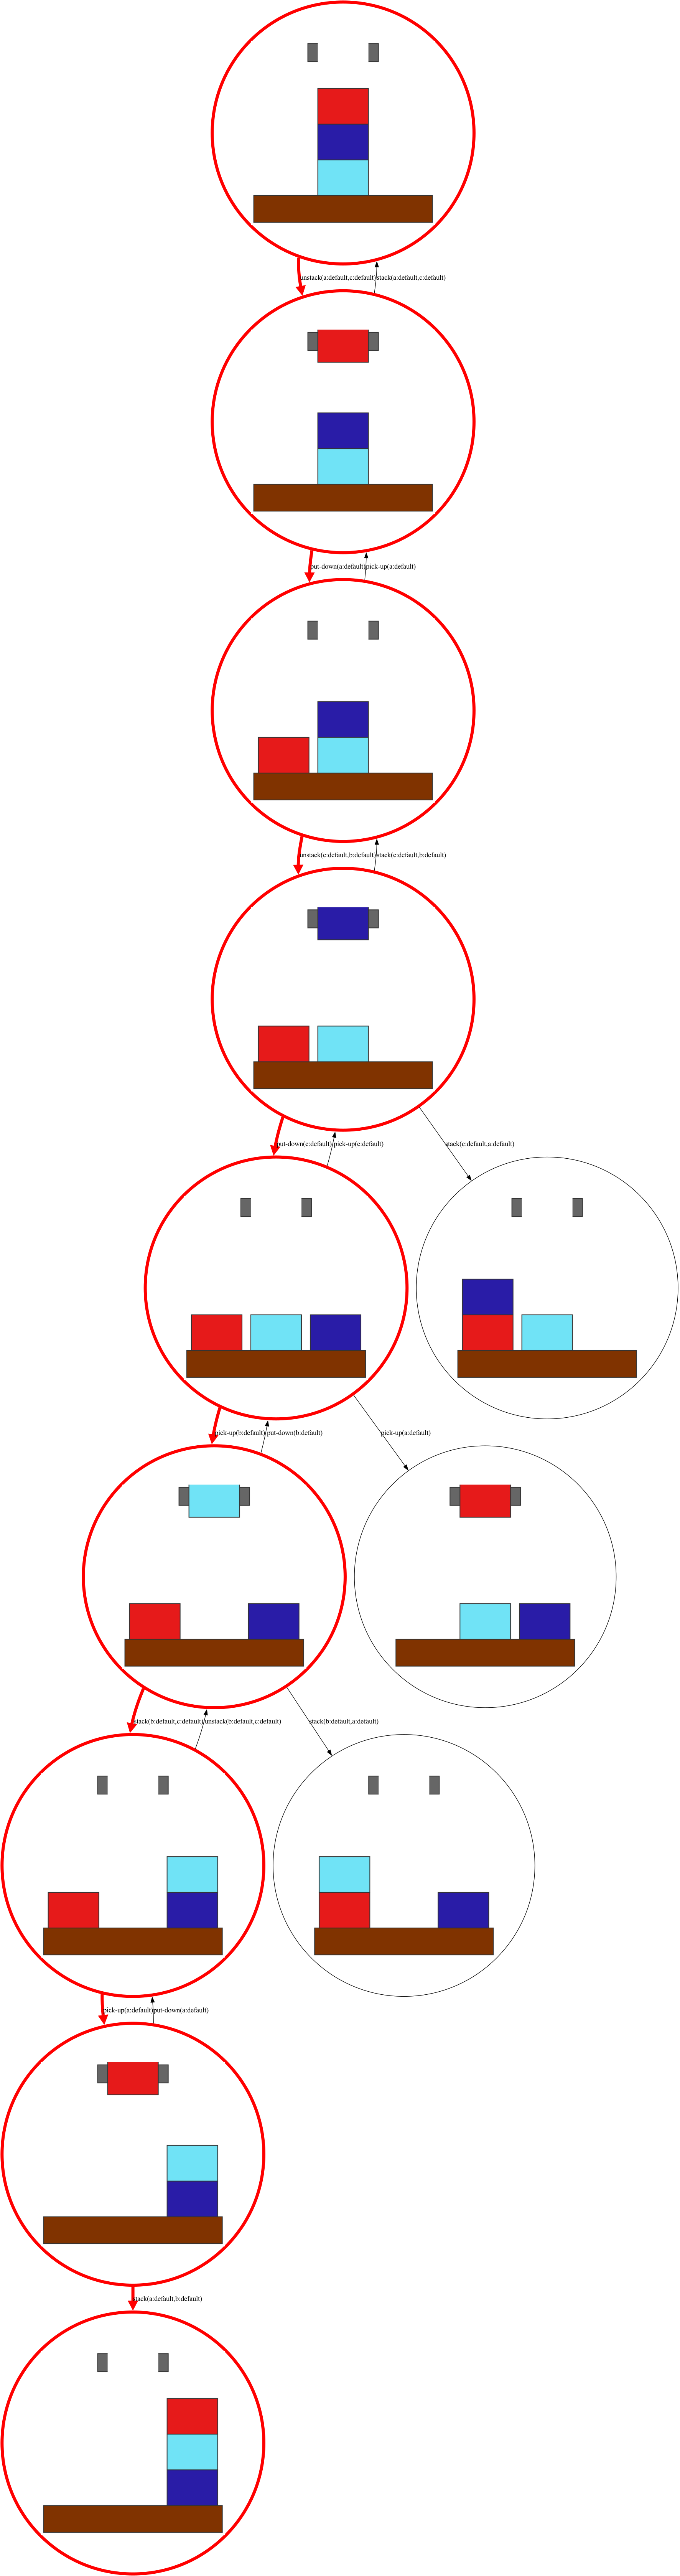 unstack(a:default,c:default)
stack(a:default,c:default)
put-down(a:default)
pick-up(a:default)
unstack(c:default,b:default)
stack(c:default,b:default)
put-down(c:default)
pick-up(c:default)
stack(c:default,a:default)
pick-up(b:default)
put-down(b:default)
pick-up(a:default)
stack(b:default,c:default)
unstack(b:default,c:default)
stack(b:default,a:default)
pick-up(a:default)
put-down(a:default)
stack(a:default,b:default)